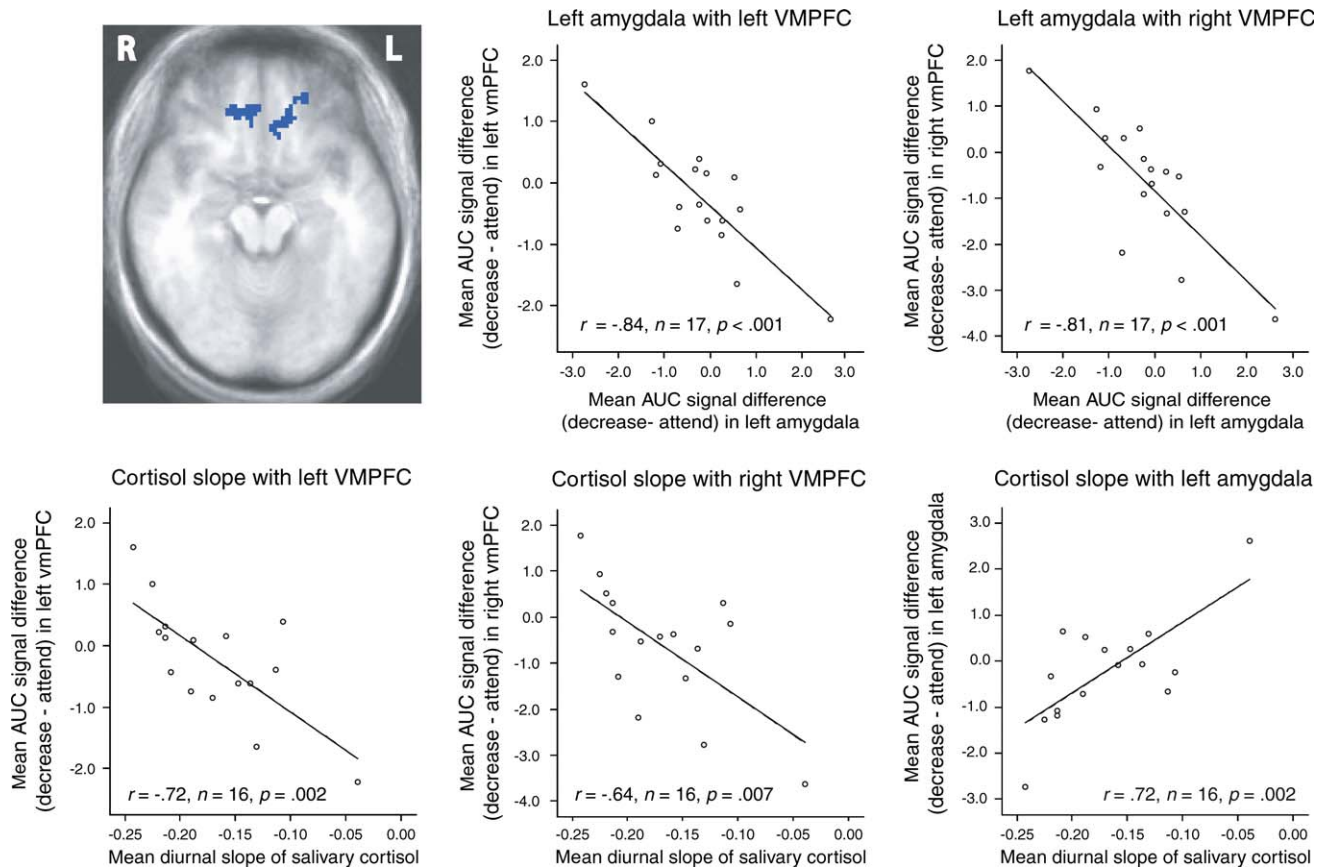 R
L
Left amygdala with left VMPFC
Mean AUC signal difference
(decrease - attend) in left vmPFC
2.0
1.0
0.0
-1.0
-2.0
r = -.84, n = 17, p < .001
-3.0 -2.0 -1.0 0.0 1.0 2.0 3.0
Mean AUC signal difference
(decrease- attend) in left amygdala
Left amygdala with right VMPFC
Mean AUC signal difference
(decrease- attend) in right vmPFC
2.0
1.0
0.0
-1.0
-2.0
-3.0
-4.0
r = -.81, n = 17, p < .001
-3.0 -2.0 -1.0 0.0 1.0 2.0 3.0
Mean AUC signal difference
(decrease- attend) in left amygdala
Cortisol slope with left VMPFC
Mean AUC signal difference
(decrease - attend) in left vmPFC
2.0
1.0
0.0
-1.0
-2.0
r = -.72, n = 16, p = .002
-0.25 -0.20 -0.15 -0.10 -0.05 0.00
Mean diurnal slope of salivary cortisol
Cortisol slope with right VMPFC
Mean AUC signal difference
(decrease - attend) in right vmPFC
2.0
1.0
0.0
-1.0
-2.0
-3.0
-4.0
r = -.64, n = 16, p = .007
-0.25 -0.20 -0.15 -0.10 -0.05 0.00
Mean diurnal slope of salivary cortisol
Cortisol slope with left amygdala
Mean AUC signal difference
(decrease - attend) in left amygdala
3.0
2.0
1.0
0.0
-1.0
-2.0
-3.0
r = .72, n = 16, p = .002
-0.25 -0.20 -0.15 -0.10 -0.05 0.00
Mean diurnal slope of salivary cortisol